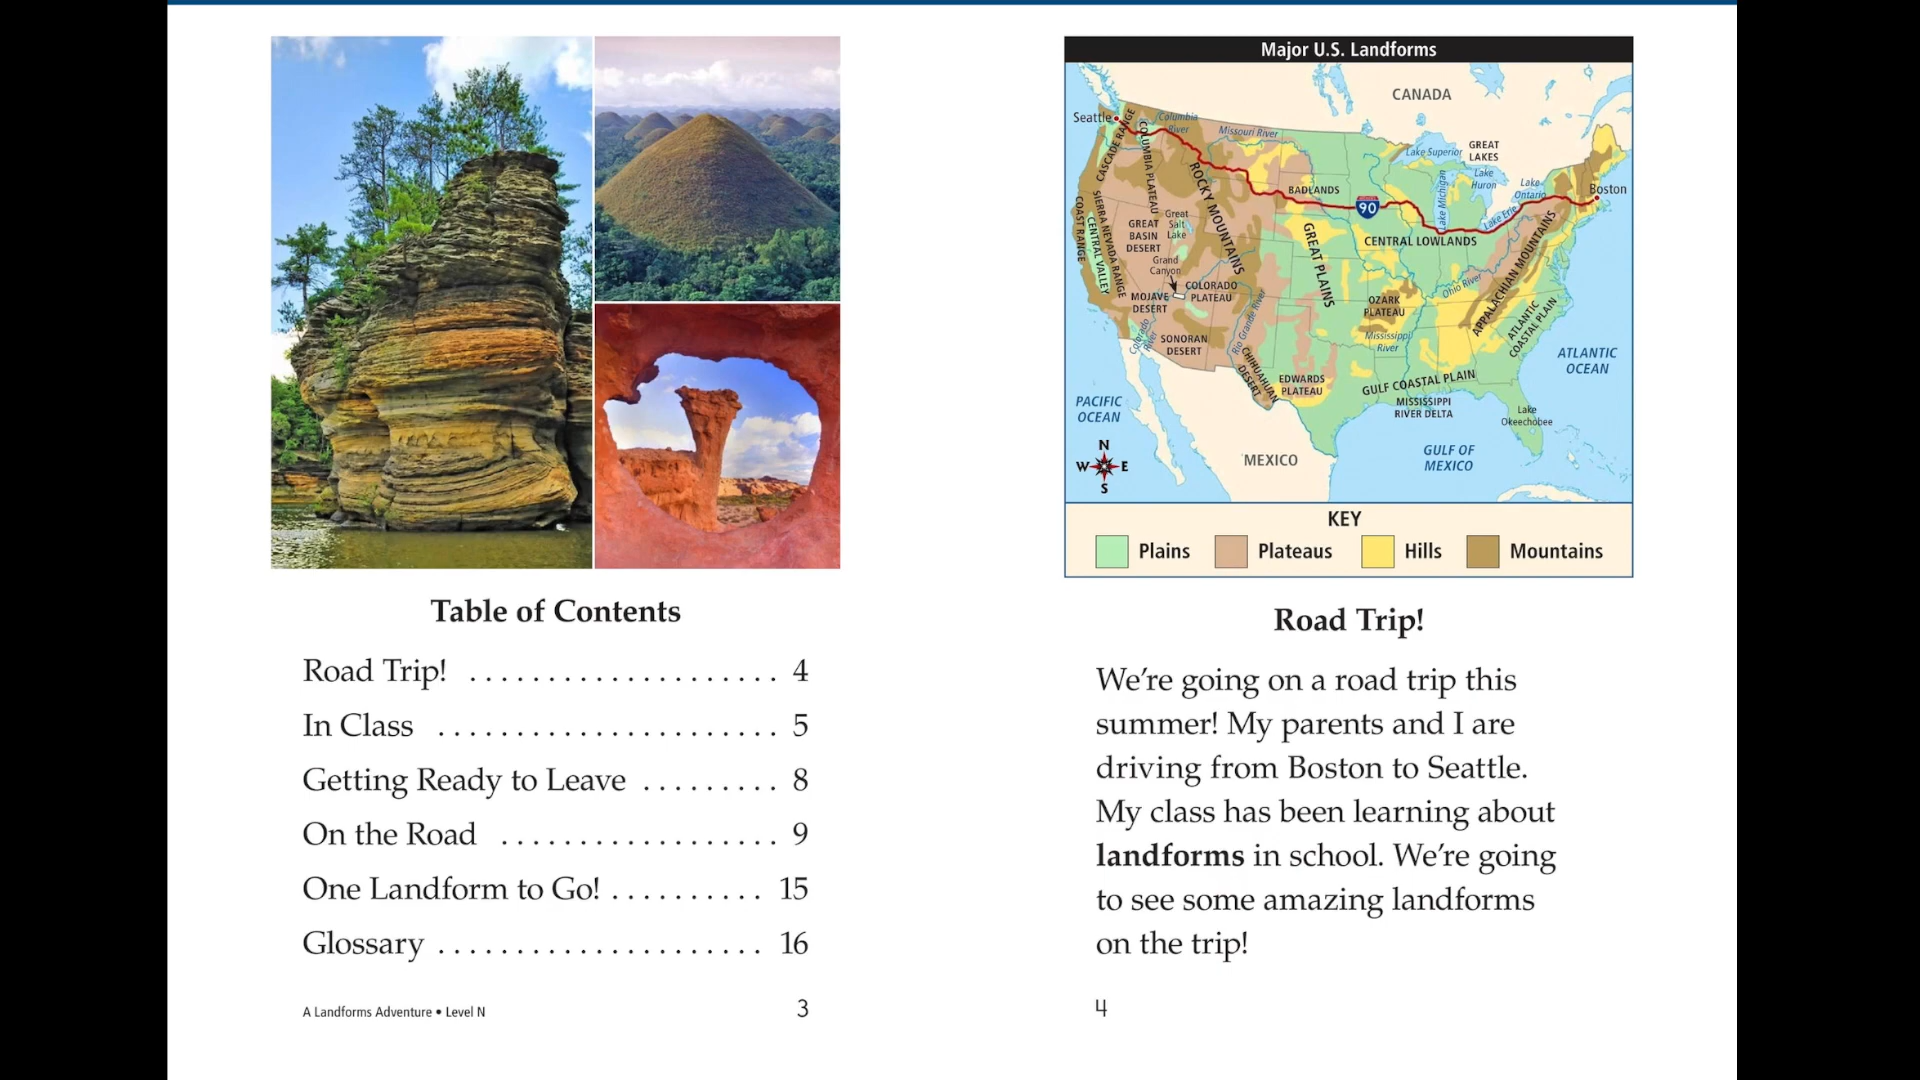 Table of Contents
Road Trip! .................... 4
In Class ...................... 5
Getting Ready to Leave ......... 8
On the Road .................. 9
One Landform to Go! .......... 15
Glossary ..................... 16
A Landforms Adventure • Level N
3
Major U.S. Landforms
CANADA
Seattle
Columbia
River
Missouri River
CASCADE RANGE
COLUMBIA PLATEAU
ROCKY MOUNTAINS
Lake Superior
GREAT
LAKES
Lake Michigan
Lake
Huron
Lake
Ontario
Lake Erie
Boston
BADLANDS
90
SIERRA NEVADA RANGE
COAST RANGE
CENTRAL VALLEY
GREAT
BASIN
DESERT
Great
Salt
Lake
GREAT PLAINS
CENTRAL LOWLANDS
APPALACHIAN MOUNTAINS
Grand
Canyon
MOJAVE
DESERT
COLORADO
PLATEAU
Ohio River
OZARK
PLATEAU
ATLANTIC
COASTAL PLAIN
Colorado
River
SONORAN
DESERT
Rio Grande River
Mississippi
River
CHIHUAHUAN
DESERT
EDWARDS
PLATEAU
GULF COASTAL PLAIN
MISSISSIPPI
RIVER DELTA
ATLANTIC
OCEAN
PACIFIC
OCEAN
Lake
Okeechobee
N
W E
S
MEXICO
GULF OF
MEXICO
KEY
Plains Plateaus Hills Mountains
Road Trip!
We’re going on a road trip this
summer! My parents and I are
driving from Boston to Seattle.
My class has been learning about
landforms in school. We’re going
to see some amazing landforms
on the trip!
4